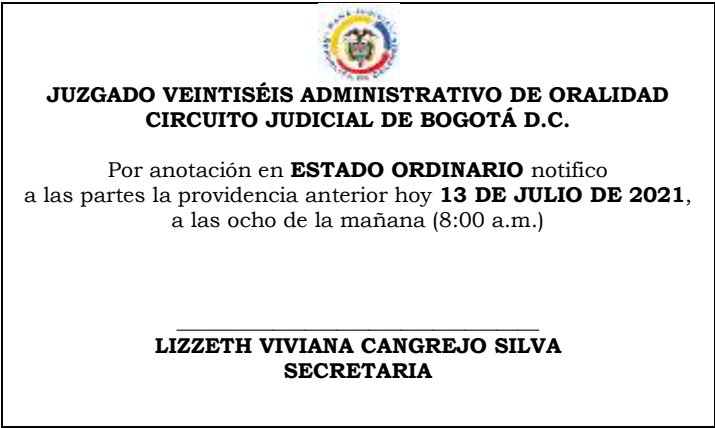 JUZGADO VEINTISÉIS ADMINISTRATIVO DE ORALIDAD
CIRCUITO JUDICIAL DE BOGOTÁ D.C.
Por anotación en ESTADO ORDINARIO notifico
a las partes la providencia anterior hoy 13 DE JULIO DE 2021,
a las ocho de la mañana (8:00 a.m.)
LIZZETH VIVIANA CANGREJO SILVA
SECRETARIA